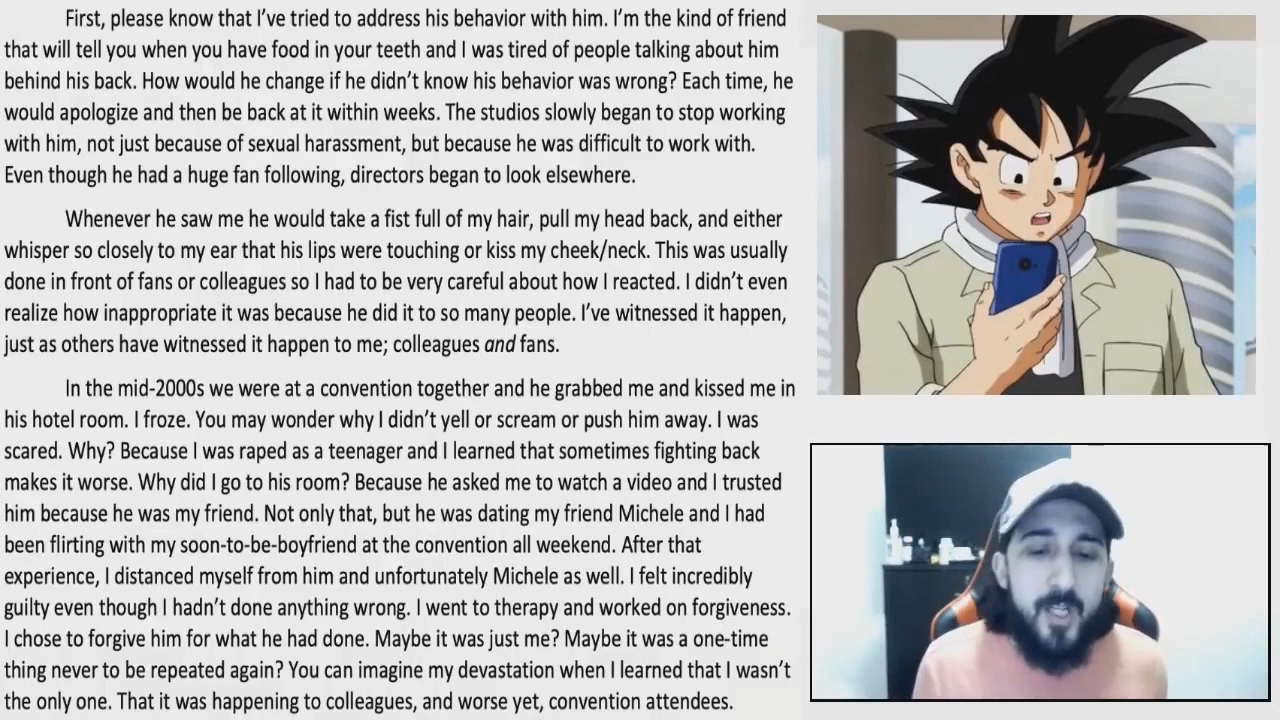 First, please know that I’ve tried to address his behavior with him. I’m the kind of friend
that will tell you when you have food in your teeth and I was tired of people talking about him
behind his back. How would he change if he didn’t know his behavior was wrong? Each time, he
would apologize and then be back at it within weeks. The studios slowly began to stop working
with him, not just because of sexual harassment, but because he was difficult to work with.
Even though he had a huge fan following, directors began to look elsewhere.
Whenever he saw me he would take a fist full of my hair, pull my head back, and either
whisper so closely to my ear that his lips were touching or kiss my cheek/neck. This was usually
done in front of fans or colleagues so I had to be very careful about how I reacted. I didn’t even
realize how inappropriate it was because he did it to so many people. I’ve witnessed it happen,
just as others have witnessed it happen to me; colleagues and fans.
In the mid-2000s we were at a convention together and he grabbed me and kissed me in
his hotel room. I froze. You may wonder why I didn’t yell or scream or push him away. I was
scared. Why? Because I was raped as a teenager and I learned that sometimes fighting back
makes it worse. Why did I go to his room? Because he asked me to watch a video and I trusted
him because he was my friend. Not only that, but he was dating my friend Michele and I had
been flirting with my soon-to-be-boyfriend at the convention all weekend. After that
experience, I distanced myself from him and unfortunately Michele as well. I felt incredibly
guilty even though I hadn’t done anything wrong. I went to therapy and worked on forgiveness.
I chose to forgive him for what he had done. Maybe it was just me? Maybe it was a one-time
thing never to be repeated again? You can imagine my devastation when I learned that I wasn’t
the only one. That it was happening to colleagues, and worse yet, convention attendees.